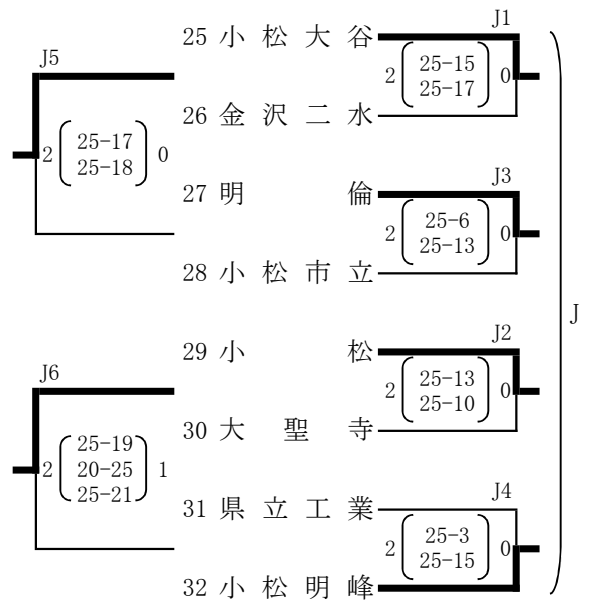 J1
25 小松大谷
J5
2 25-15 0
25-17
26 金沢二水
2 25-17 0
25-18
J3
27 明倫
2 25-6 0
25-13
28 小松市立
J
J2
29 小松
J6
2 25-13 0
25-10
30 大聖寺
25-19
2 20-25 1
25-21
J4
31 県立工業
2 25-3 0
25-15
32 小松明峰